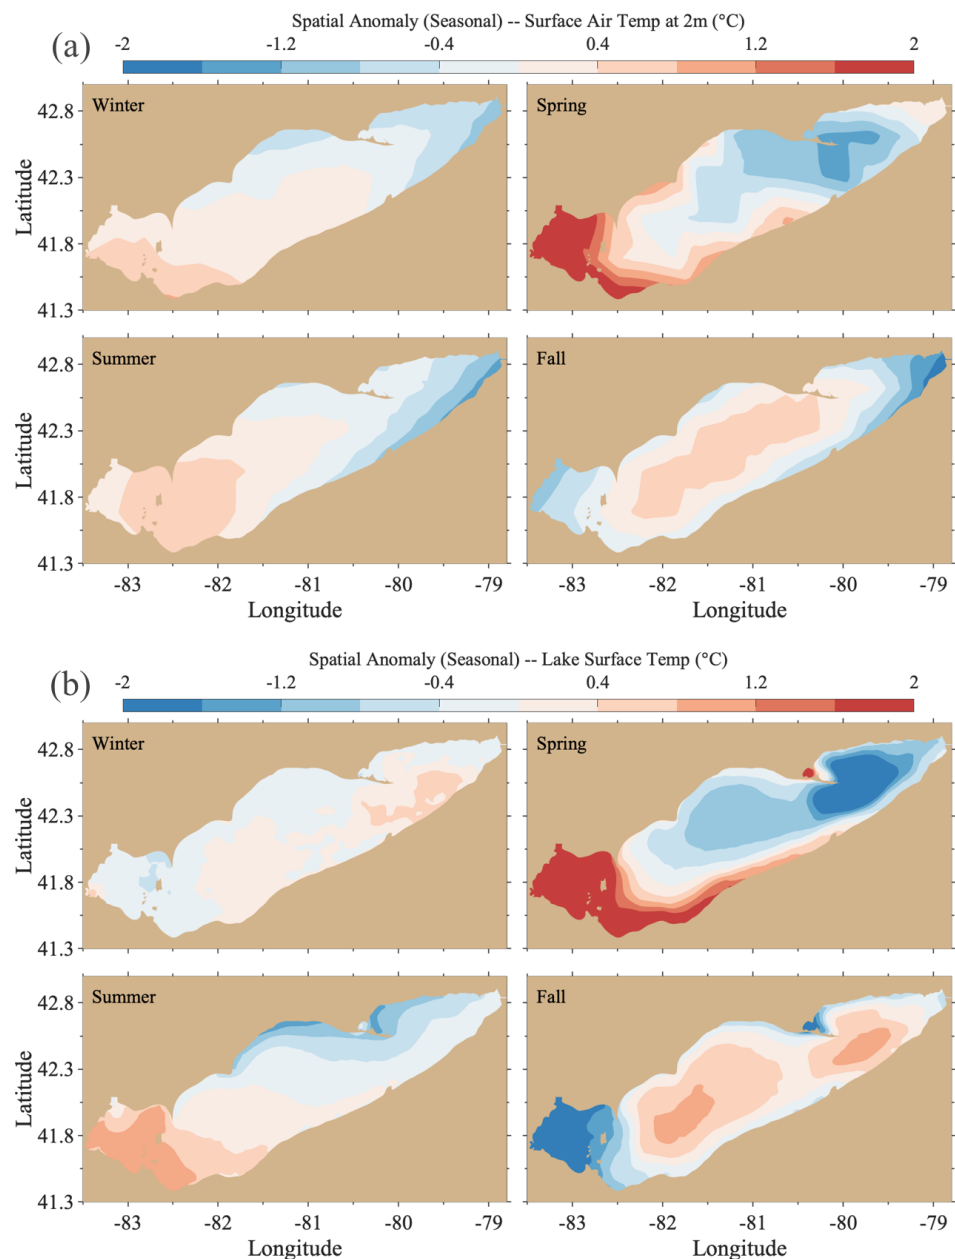 Spatial Anomaly (Seasonal) -- Surface Air Temp at 2m (°C)
(a)
-2 -1.2 -0.4 0.4 1.2 2
Winter
Spring
42.8
42.3
41.8
41.3
Latitude
Summer
Fall
42.8
42.3
41.8
41.3
Latitude
-83 -82 -81 -80 -79
-83 -82 -81 -80 -79
Longitude
Longitude
Spatial Anomaly (Seasonal) -- Lake Surface Temp (°C)
(b)
-2 -1.2 -0.4 0.4 1.2 2
Winter
Spring
42.8
42.3
41.8
41.3
Latitude
Summer
Fall
42.8
42.3
41.8
41.3
Latitude
-83 -82 -81 -80 -79
-83 -82 -81 -80 -79
Longitude
Longitude